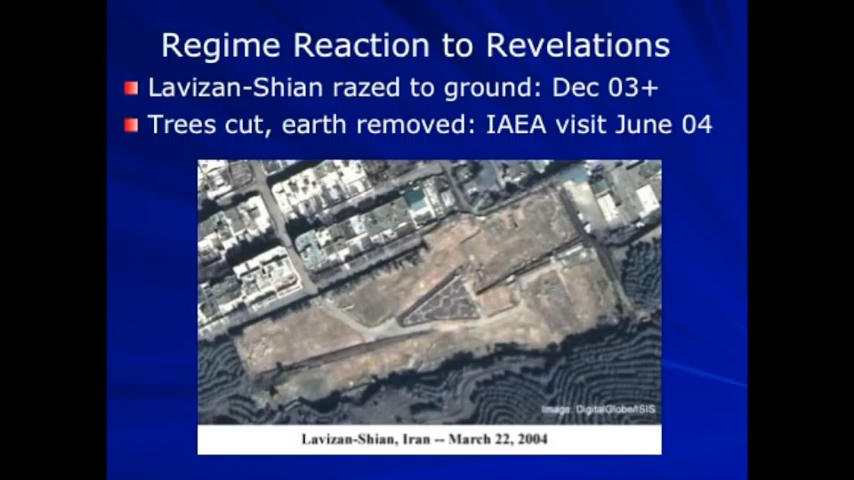 Regime Reaction to Revelations
Lavizan-Shian razed to ground: Dec 03+
Trees cut, earth removed: IAEA visit June 04
Image: DigitalGlobe/ISIS
Lavizan-Shian, Iran -- March 22, 2004